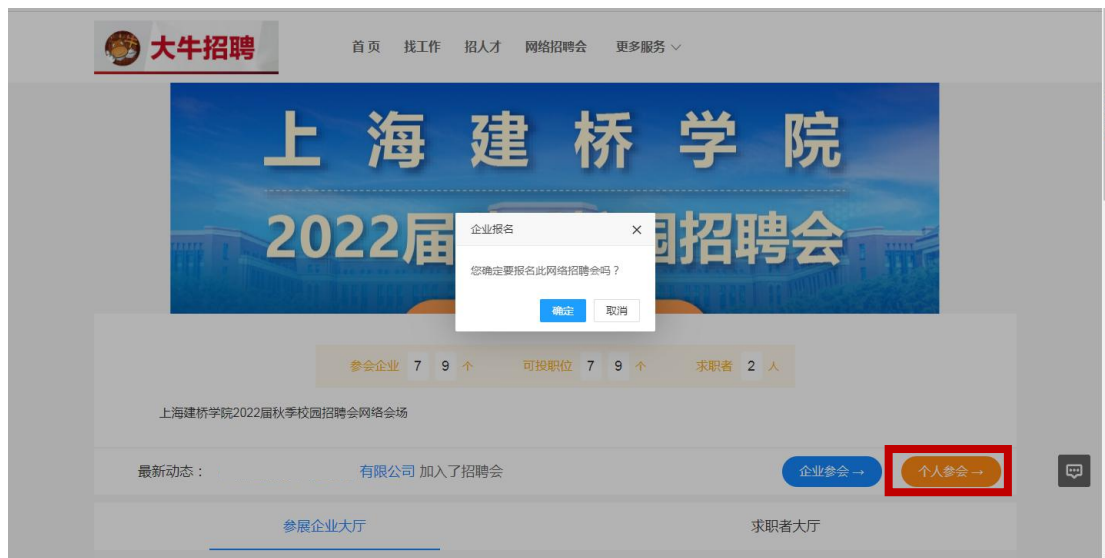 大牛招聘
首页 找工作 招人才 网络招聘会 更多服务
上海建桥学院
2022届 招聘会
企业报名
您确定要报名此网络招聘会吗？
确定 取消
参会企业 7 9 个 可投职位 7 9 个 求职者 2 人
上海建桥学院2022届秋季校园招聘会网络会场
最新动态： 有限公司 加入了招聘会 企业参会→ 个人参会→
参展企业大厅 求职者大厅